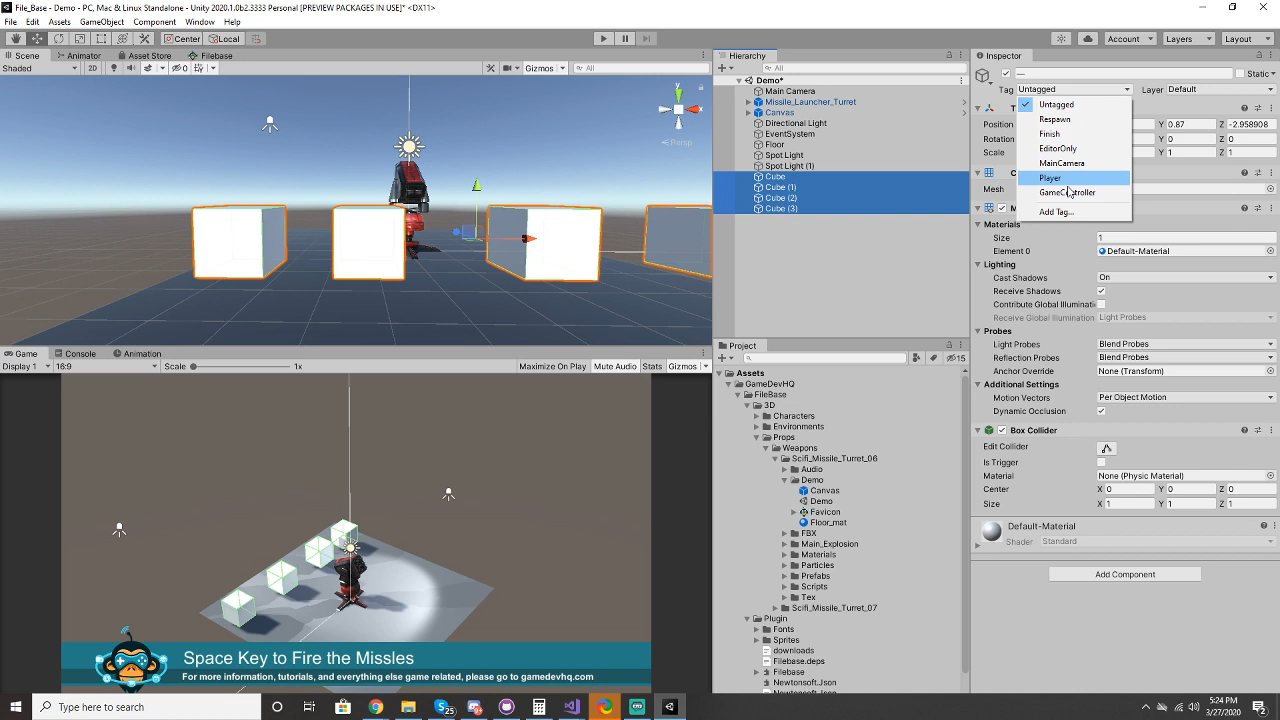 File_Base - Demo - PC, Mac & Linux Standalone - Unity 2020.1.0b2.3333 Personal [PREVIEW PACKAGES IN USE]* <DX11>
File Edit Assets GameObject Component Window Help
Center Local Account Layers Layout
Scene Animator Asset Store Filebase
Shaded 2D 0 Gizmos All
y
x
Persp
Hierarchy
All
Demo*
Main Camera
Missile_Launcher_Turret
Canvas
Directional Light
EventSystem
Floor
Spot Light
Spot Light (1)
Cube
Cube (1)
Cube (2)
Cube (3)
Inspector
— Static
Tag Untagged Layer Default
Untagged
Respawn
Finish
EditorOnly
MainCamera
Player
GameController
Add Tag...
Position Y 0.87 Z -2.958908
Rotation Y 0 Z 0
Scale Y 1 Z 1
Mesh
Materials
Size 1
Element 0 Default-Material
Lighting
Cast Shadows On
Receive Shadows
Contribute Global Illuminati
Receive Global Illumination Light Probes
Probes
Light Probes Blend Probes
Reflection Probes Blend Probes
Anchor Override None (Transform)
Additional Settings
Motion Vectors Per Object Motion
Dynamic Occlusion
Box Collider
Edit Collider
Is Trigger
Material None (Physic Material)
Center X 0 Y 0 Z 0
Size X 1 Y 1 Z 1
Default-Material
Shader Standard
Add Component
Game Console Animation
Display 1 16:9 Scale 1x Maximize On Play Mute Audio Stats Gizmos
Space Key to Fire the Missles
For more information, tutorials, and everything else game related, please go to gamedevhq.com
Project
15
Assets
GameDevHQ
FileBase
3D
Characters
Environments
Props
Weapons
Scifi_Missile_Turret_06
Audio
Demo
Canvas
Demo
Favicon
Floor_mat
FBX
Main_Explosion
Materials
Particles
Prefabs
Scripts
Tex
Scifi_Missile_Turret_07
Plugin
Fonts
Sprites
downloads
Filebase.deps
Filebase
Newtonsoft.Json
Newtonsoft.Json
Type here to search
25
5:24 PM
3/27/2020